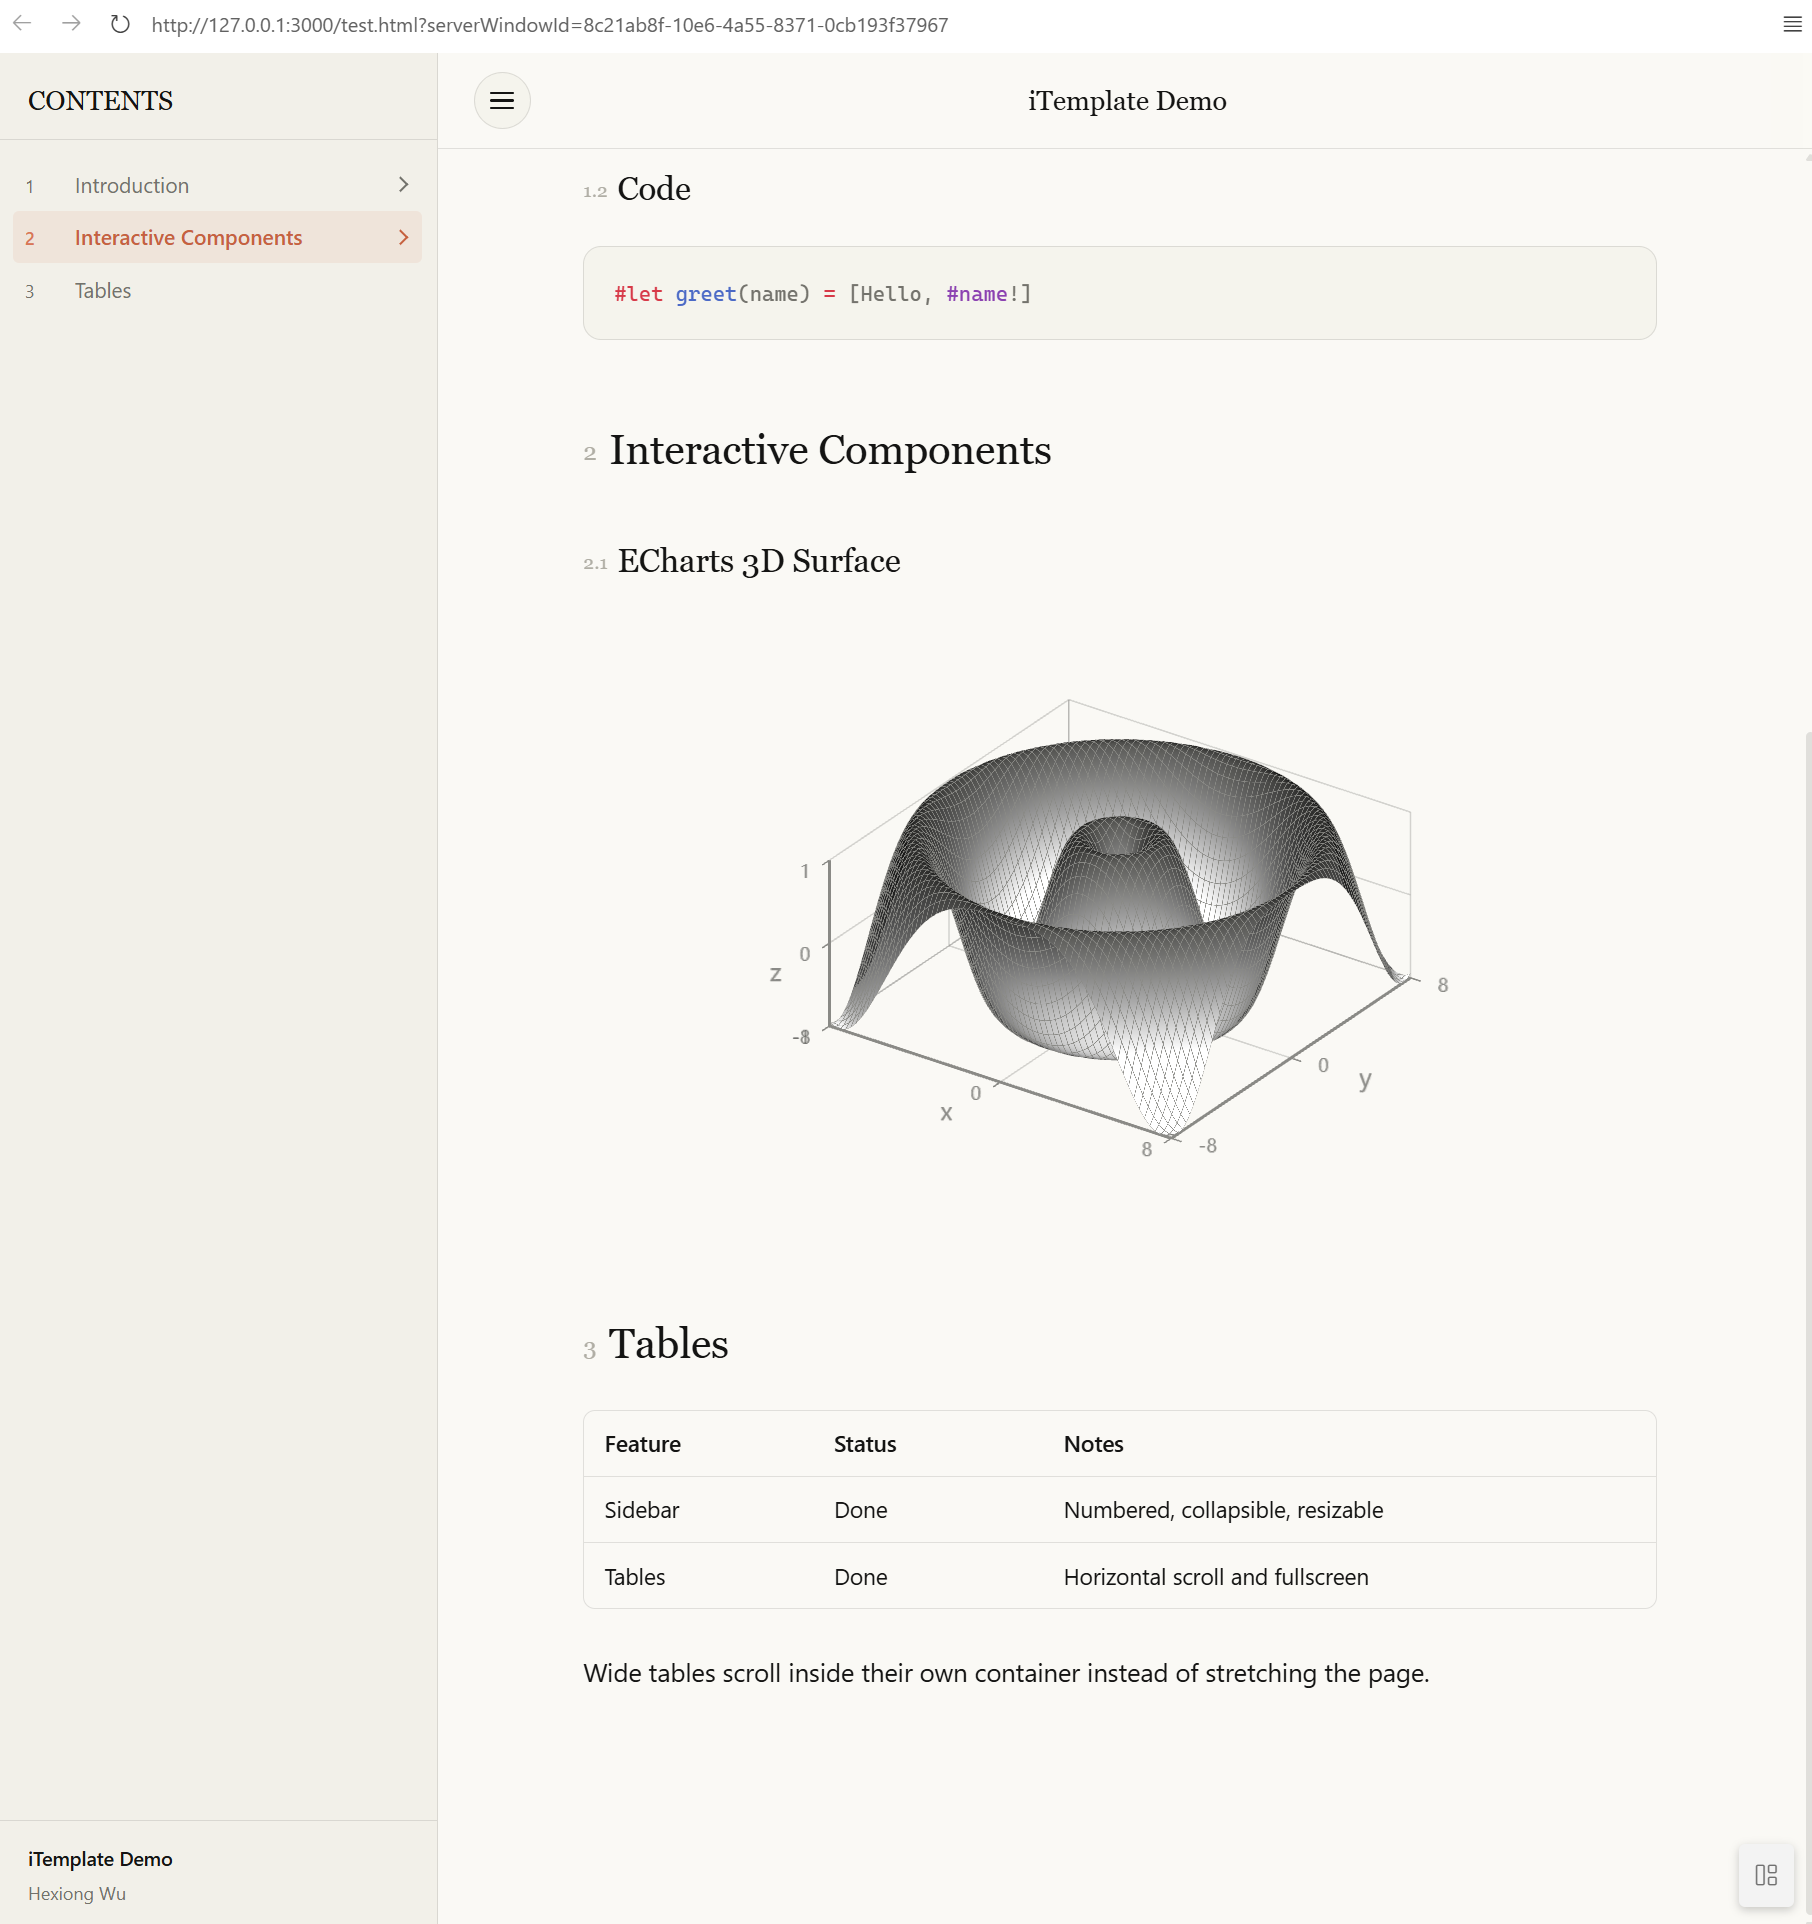 http://127.0.0.1:3000/test.html?serverWindowId=8c21ab8f-10e6-4a55-8371-0cb193f37967
CONTENTS
iTemplate Demo
1 Introduction
2 Interactive Components
3 Tables
1.2 Code
#let greet(name) = [Hello, #name!]
2 Interactive Components
2.1 ECharts 3D Surface
1
0
z
-1
-8
0
x
8
-8
0
y
8
3 Tables
Feature Status Notes
Sidebar Done Numbered, collapsible, resizable
Tables Done Horizontal scroll and fullscreen
Wide tables scroll inside their own container instead of stretching the page.
iTemplate Demo
Hexiong Wu